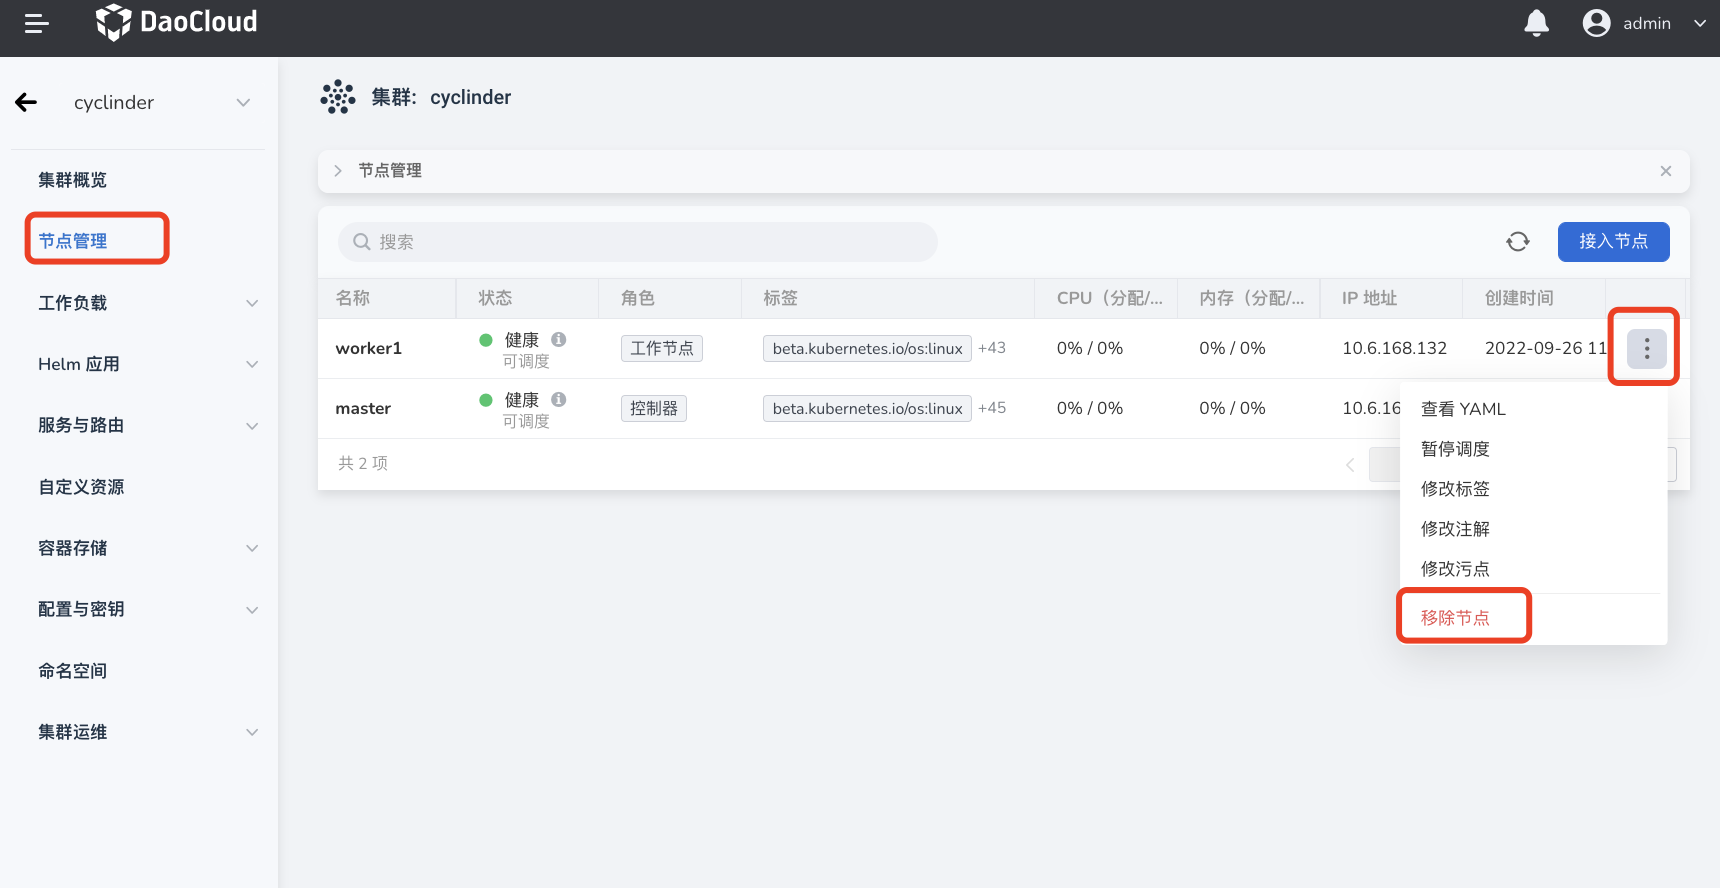 DaoCloud
admin
cyclinder
集群概览
节点管理
工作负载
Helm 应用
服务与路由
自定义资源
容器存储
配置与密钥
命名空间
集群运维
集群: cyclinder
节点管理
搜索
接入节点
名称 状态 角色 标签 CPU（分配/... 内存（分配/... IP 地址 创建时间
worker1 健康 工作节点 beta.kubernetes.io/os:linux +43 0% / 0% 0% / 0% 10.6.168.132 2022-09-26 11
可调度
master 健康 控制器 beta.kubernetes.io/os:linux +45 0% / 0% 0% / 0% 10.6.16
可调度
共 2 项
查看 YAML
暂停调度
修改标签
修改注解
修改污点
移除节点